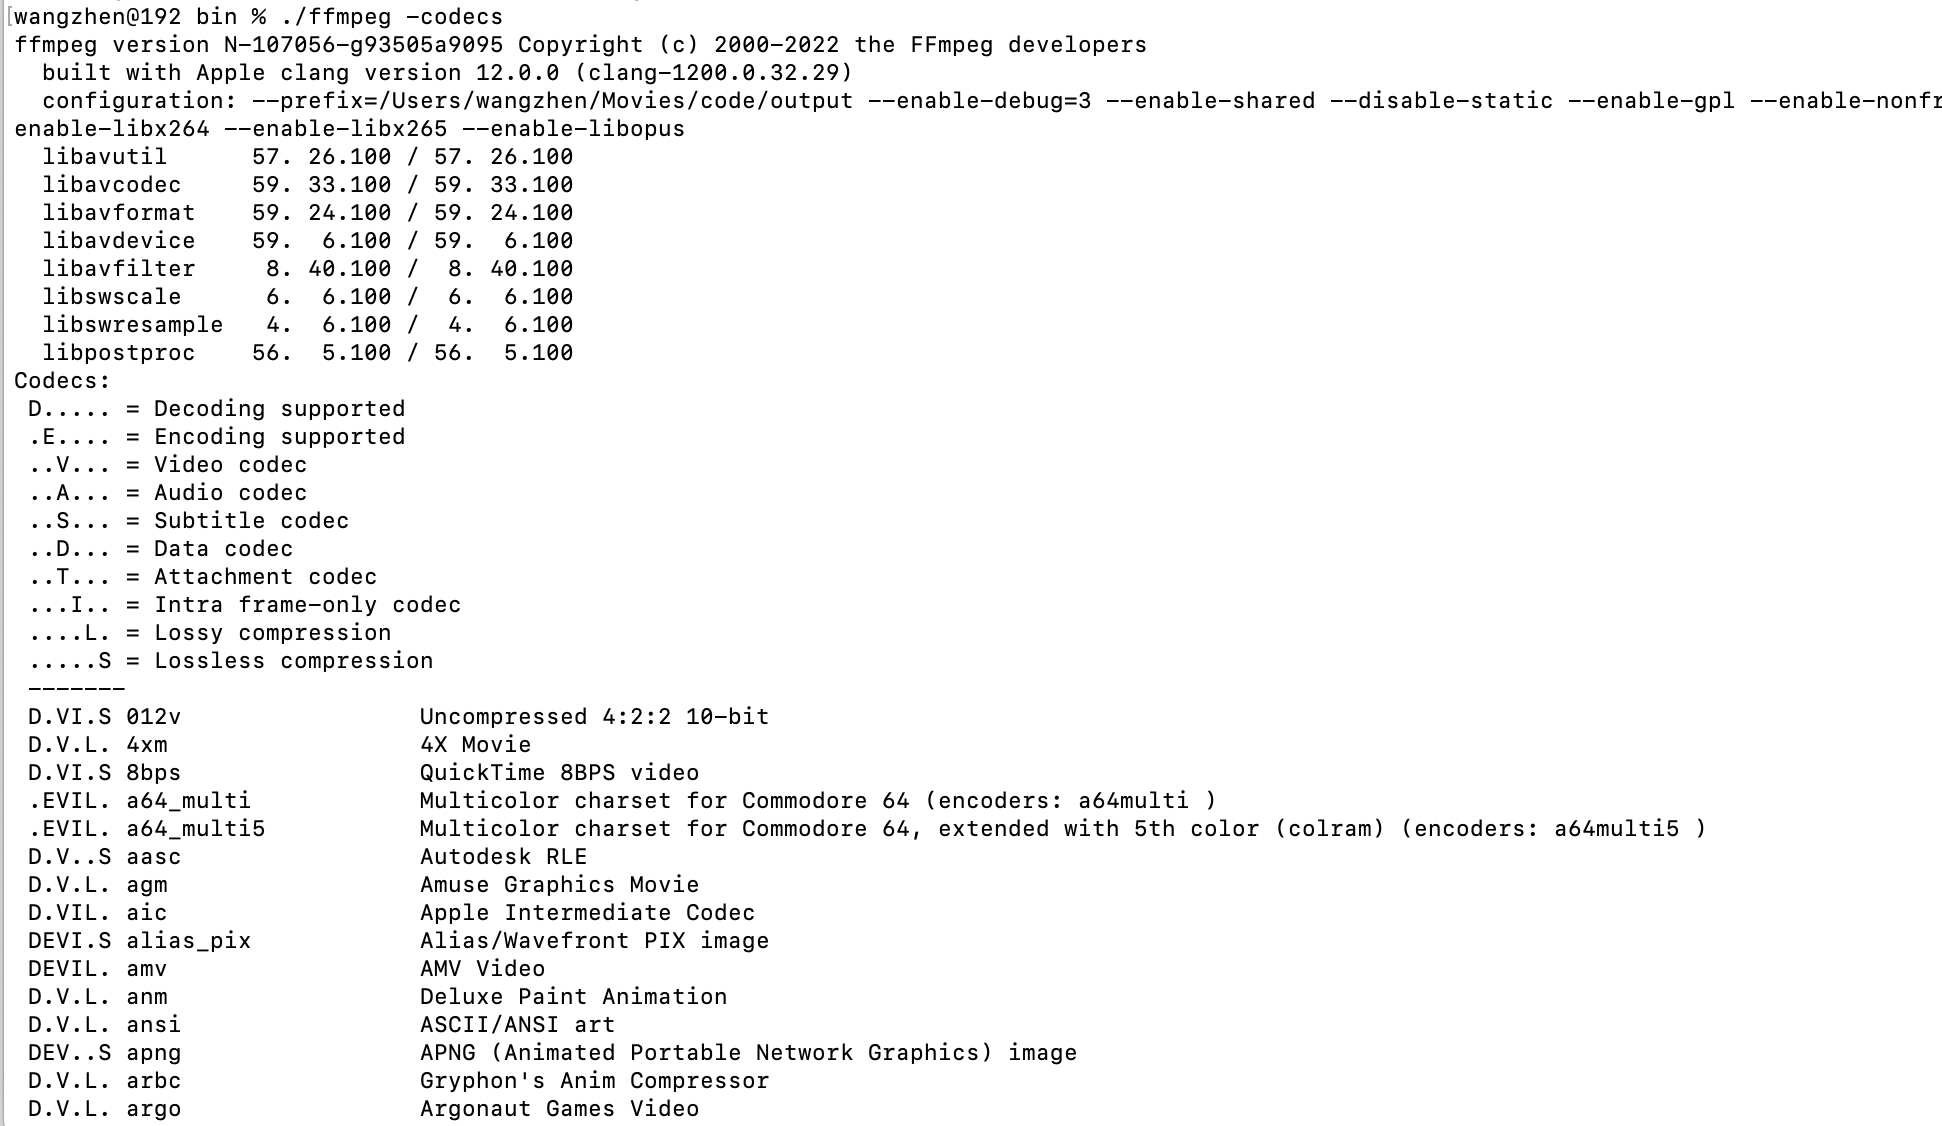 [wangzhen@192 bin % ./ffmpeg -codecs
ffmpeg version N-107056-g93505a9095 Copyright (c) 2000-2022 the FFmpeg developers
  built with Apple clang version 12.0.0 (clang-1200.0.32.29)
  configuration: --prefix=/Users/wangzhen/Movies/code/output --enable-debug=3 --enable-shared --disable-static --enable-gpl --enable-nonfr
enable-libx264 --enable-libx265 --enable-libopus
  libavutil      57. 26.100 / 57. 26.100
  libavcodec     59. 33.100 / 59. 33.100
  libavformat    59. 24.100 / 59. 24.100
  libavdevice    59.  6.100 / 59.  6.100
  libavfilter     8. 40.100 /  8. 40.100
  libswscale      6.  6.100 /  6.  6.100
  libswresample   4.  6.100 /  4.  6.100
  libpostproc    56.  5.100 / 56.  5.100
Codecs:
 D..... = Decoding supported
 .E.... = Encoding supported
 ..V... = Video codec
 ..A... = Audio codec
 ..S... = Subtitle codec
 ..D... = Data codec
 ..T... = Attachment codec
 ...I.. = Intra frame-only codec
 ....L. = Lossy compression
 .....S = Lossless compression
 -------
 D.VI.S 012v                 Uncompressed 4:2:2 10-bit
 D.V.L. 4xm                  4X Movie
 D.VI.S 8bps                 QuickTime 8BPS video
 .EVIL. a64_multi            Multicolor charset for Commodore 64 (encoders: a64multi )
 .EVIL. a64_multi5           Multicolor charset for Commodore 64, extended with 5th color (colram) (encoders: a64multi5 )
 D.V..S aasc                 Autodesk RLE
 D.V.L. agm                  Amuse Graphics Movie
 D.VIL. aic                  Apple Intermediate Codec
 DEVI.S alias_pix            Alias/Wavefront PIX image
 DEVIL. amv                  AMV Video
 D.V.L. anm                  Deluxe Paint Animation
 D.V.L. ansi                 ASCII/ANSI art
 DEV..S apng                 APNG (Animated Portable Network Graphics) image
 D.V.L. arbc                 Gryphon's Anim Compressor
 D.V.L. argo                 Argonaut Games Video